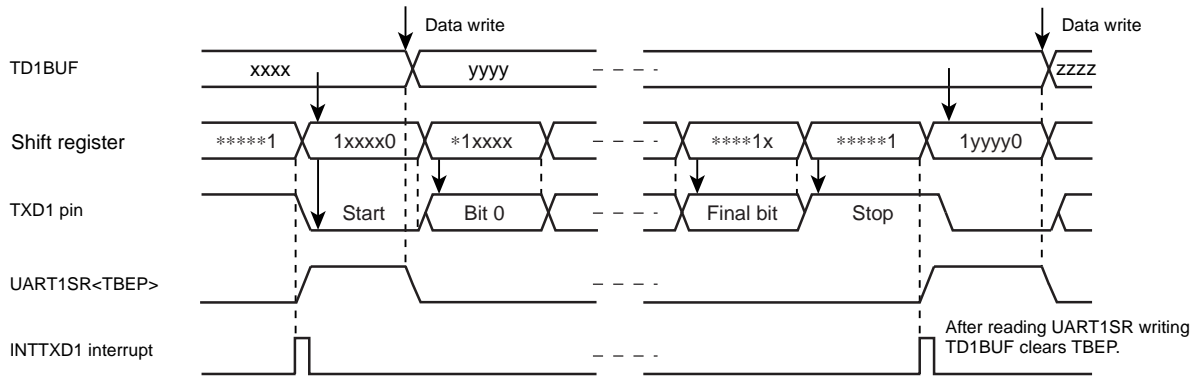 Data write Data write
TD1BUF xxxx yyyy zzzz
Shift register *****1 1xxxx0 *1xxxx ****1x *****1 1yyyy0
TXD1 pin Start Bit 0 Final bit Stop
UART1SR<TBEP>
After reading UART1SR writing
INTTXD1 interrupt TD1BUF clears TBEP.